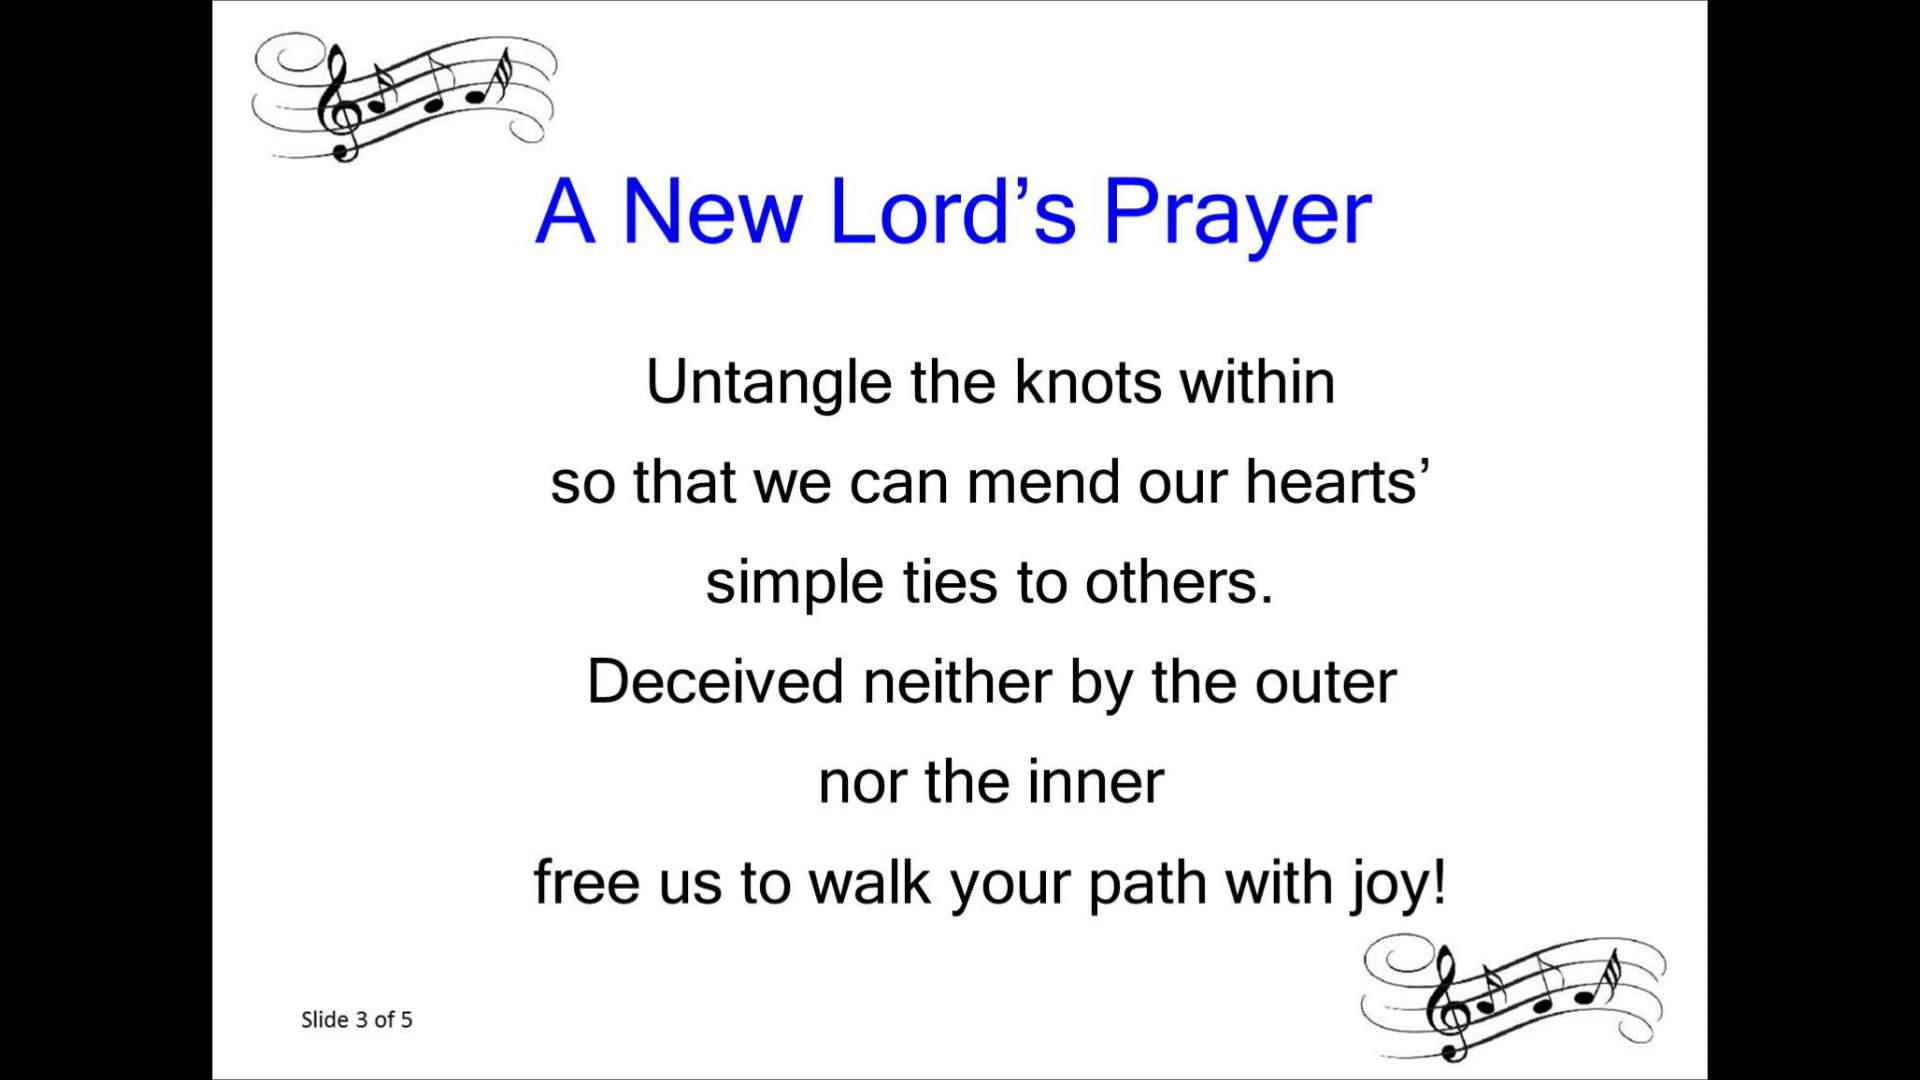 A New Lord’s Prayer
Untangle the knots within
so that we can mend our hearts’
simple ties to others.
Deceived neither by the outer
nor the inner
free us to walk your path with joy!
Slide 3 of 5